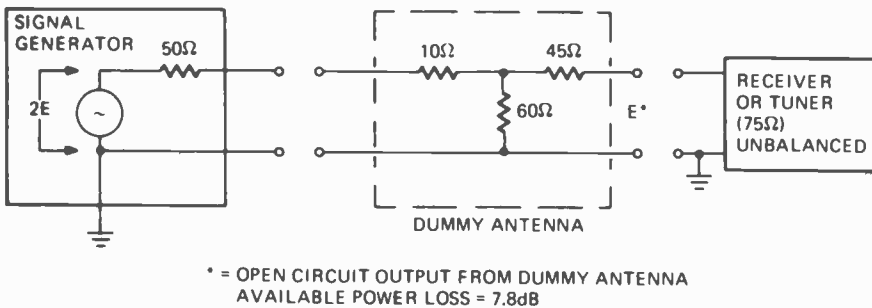 SIGNAL
GENERATOR
50Ω
2E
~
10Ω
45Ω
60Ω
E*
RECEIVER
OR TUNER
(75Ω)
UNBALANCED
DUMMY ANTENNA
* = OPEN CIRCUIT OUTPUT FROM DUMMY ANTENNA
AVAILABLE POWER LOSS = 7.8dB